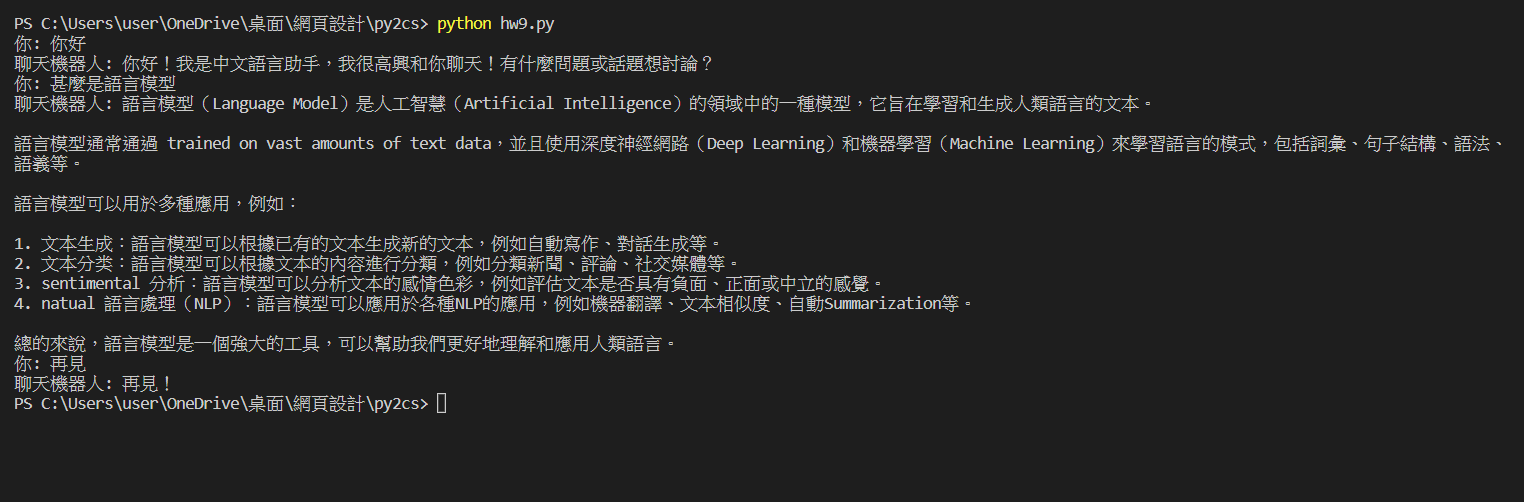 PS C:\Users\user\OneDrive\桌面\網頁設計\py2cs> python hw9.py
你: 你好
聊天機器人: 你好！我是中文語言助手，我很高興和你聊天！有什麼問題或話題想討論？
你: 甚麼是語言模型
聊天機器人: 語言模型（Language Model）是人工智慧（Artificial Intelligence）的領域中的一種模型，它旨在學習和生成人類語言的文本。
語言模型通常通過 trained on vast amounts of text data，並且使用深度神經網路（Deep Learning）和機器學習（Machine Learning）來學習語言的模式，包括詞彙、句子結構、語法、
語義等。
語言模型可以用於多種應用，例如：
1. 文本生成：語言模型可以根據已有的文本生成新的文本，例如自動寫作、對話生成等。
2. 文本分类：語言模型可以根據文本的內容進行分類，例如分類新聞、評論、社交媒體等。
3. sentimental 分析：語言模型可以分析文本的感情色彩，例如評估文本是否具有負面、正面或中立的感覺。
4. natual 語言處理（NLP）：語言模型可以應用於各種NLP的應用，例如機器翻譯、文本相似度、自動Summarization等。
總的來說，語言模型是一個強大的工具，可以幫助我們更好地理解和應用人類語言。
你: 再見
聊天機器人: 再見！
PS C:\Users\user\OneDrive\桌面\網頁設計\py2cs>